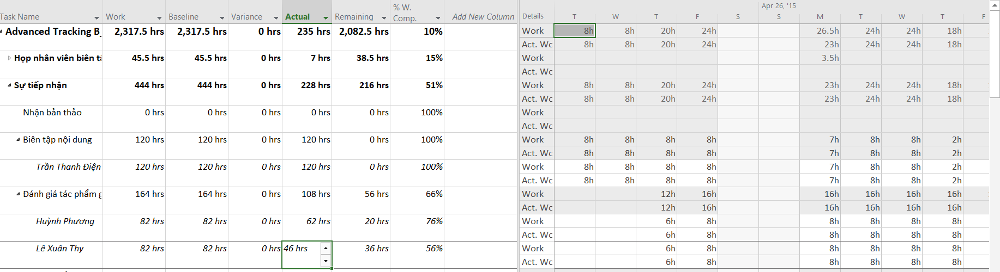 Apr 26, '15
Task Name Work Baseline Variance Actual Remaining % W. Comp. Add New Column Details T W T F S S M T W T F
Advanced Tracking B 2,317.5 hrs 2,317.5 hrs 0 hrs 235 hrs 2,082.5 hrs 10% Work 8h 8h 20h 24h 26.5h 24h 24h 18h
Act. Wc 8h 8h 20h 24h 23h 24h 24h 18h
Họp nhân viên biên tậ 45.5 hrs 45.5 hrs 0 hrs 7 hrs 38.5 hrs 15% Work 3.5h
Act. Wc
Sự tiếp nhận 444 hrs 444 hrs 0 hrs 228 hrs 216 hrs 51% Work 8h 8h 20h 24h 23h 24h 24h 18h
Act. Wc 8h 8h 20h 24h 23h 24h 24h 18h
Nhận bản thảo 0 hrs 0 hrs 0 hrs 0 hrs 0 hrs 100% Work
Act. Wc
Biên tập nội dung 120 hrs 120 hrs 0 hrs 120 hrs 0 hrs 100% Work 8h 8h 8h 8h 7h 8h 8h 2h
Act. Wc 8h 8h 8h 8h 7h 8h 8h 2h
Trần Thanh Điện 120 hrs 120 hrs 0 hrs 120 hrs 0 hrs 100% Work 8h 8h 8h 8h 7h 8h 8h 2h
Act. Wc 8h 8h 8h 8h 7h 8h 8h 2h
Đánh giá tác phẩm g 164 hrs 164 hrs 0 hrs 108 hrs 56 hrs 66% Work 12h 16h 16h 16h 16h 16h
Act. Wc 12h 16h 16h 16h 16h 16h
Huỳnh Phương 82 hrs 82 hrs 0 hrs 62 hrs 20 hrs 76% Work 6h 8h 8h 8h 8h 8h
Act. Wc 6h 8h 8h 8h 8h 8h
Lê Xuân Thy 82 hrs 82 hrs 0 hrs 46 hrs 36 hrs 56% Work 6h 8h 8h 8h 8h 8h
Act. Wc 6h 8h 8h 8h 8h 8h